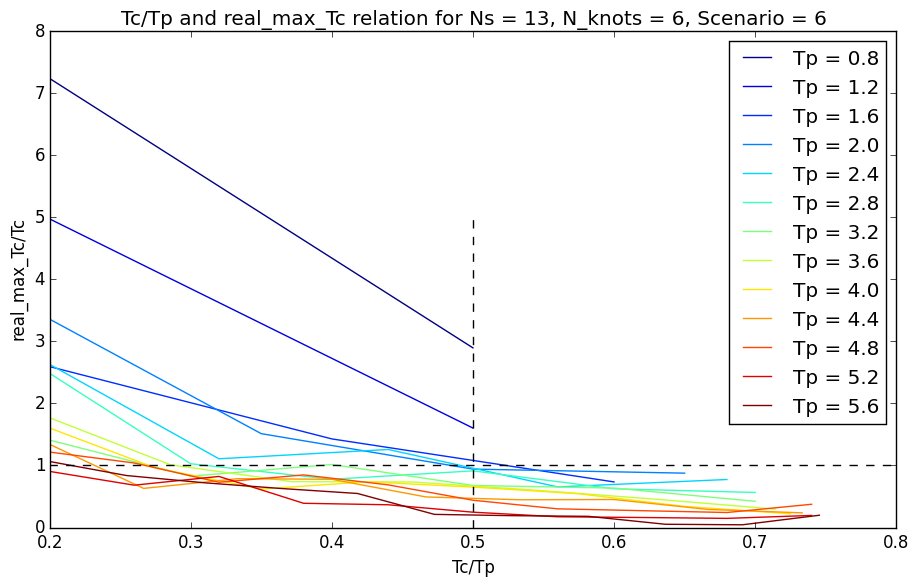 Tc/Tp and real_max_Tc relation for Ns = 13, N_knots = 6, Scenario = 6
8
7
6
5
4
3
2
1
0
real_max_Tc/Tc
Tp = 0.8
Tp = 1.2
Tp = 1.6
Tp = 2.0
Tp = 2.4
Tp = 2.8
Tp = 3.2
Tp = 3.6
Tp = 4.0
Tp = 4.4
Tp = 4.8
Tp = 5.2
Tp = 5.6
0.2 0.3 0.4 0.5 0.6 0.7 0.8
Tc/Tp